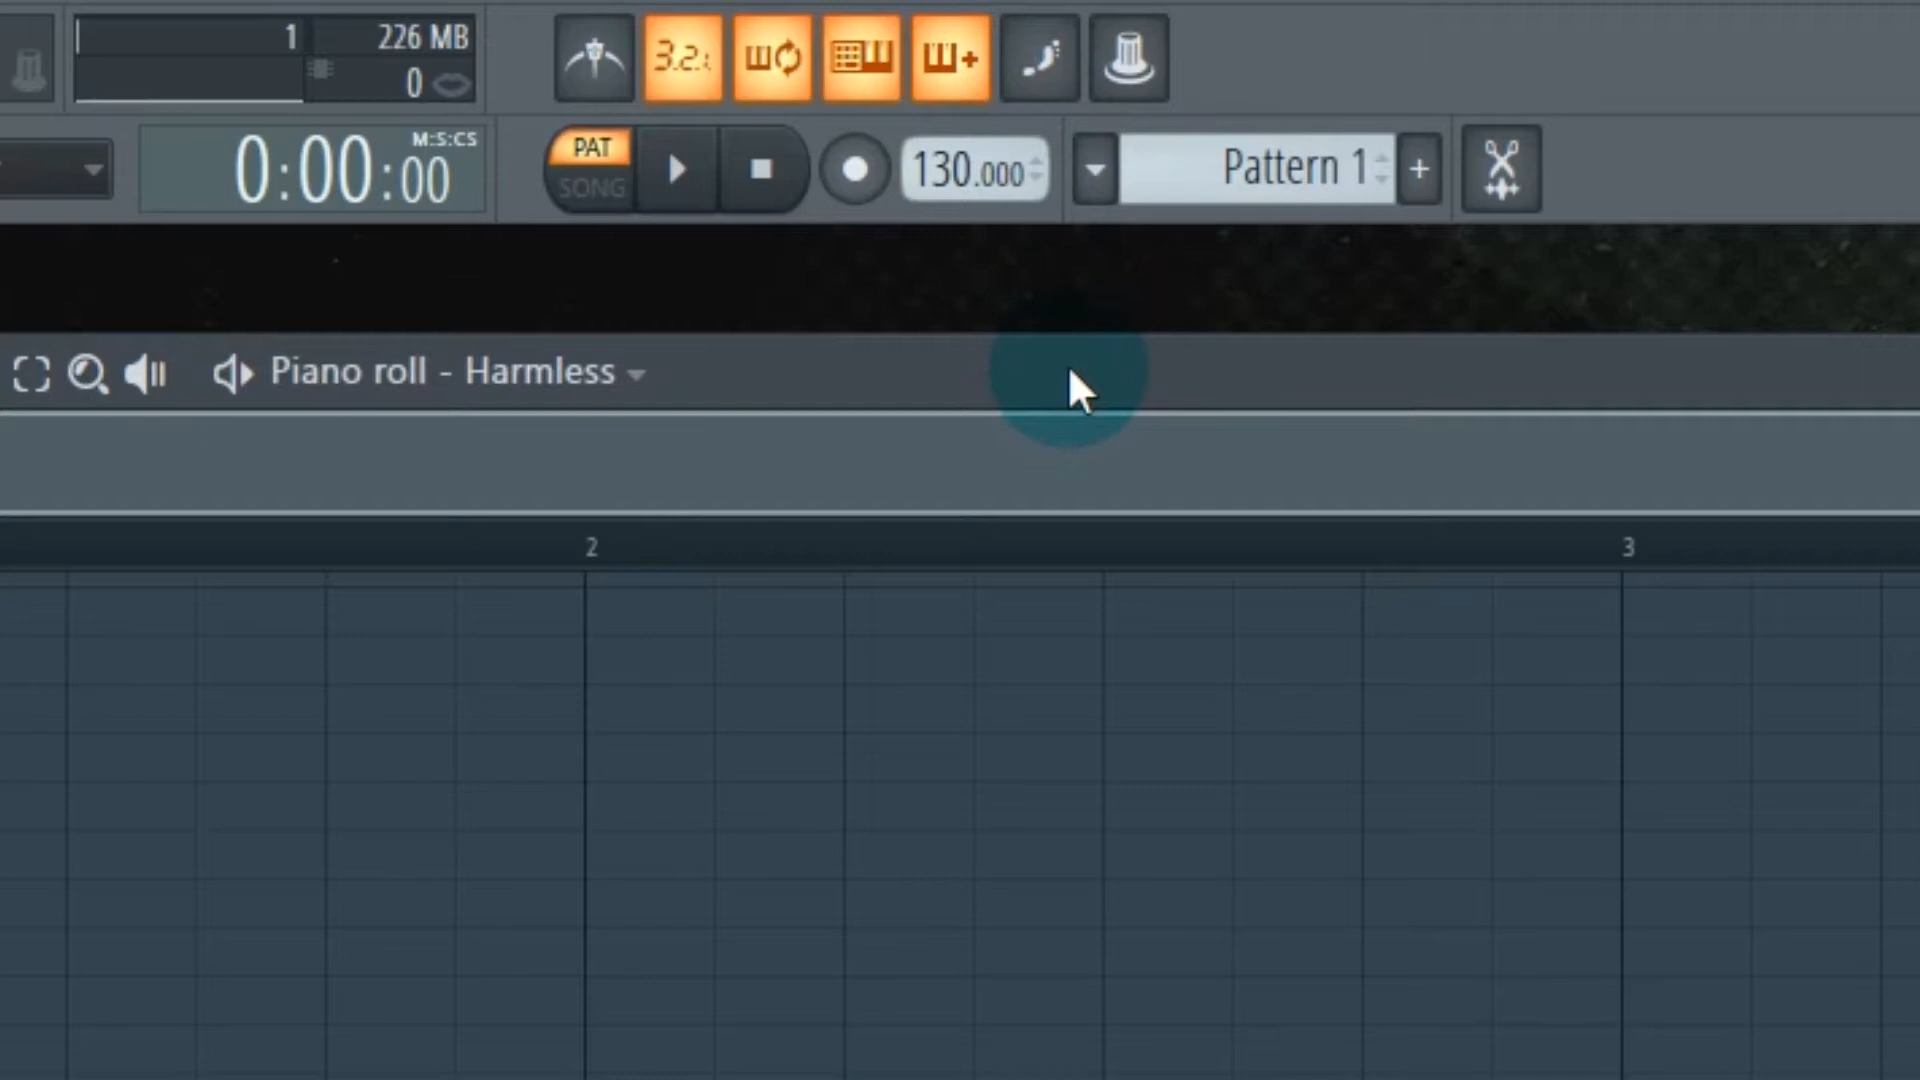 1
226 MB
0
3.2.:
0:00:00
M:S:CS
PAT
SONG
130.000
Pattern 1
+
Piano roll - Harmless
2
3